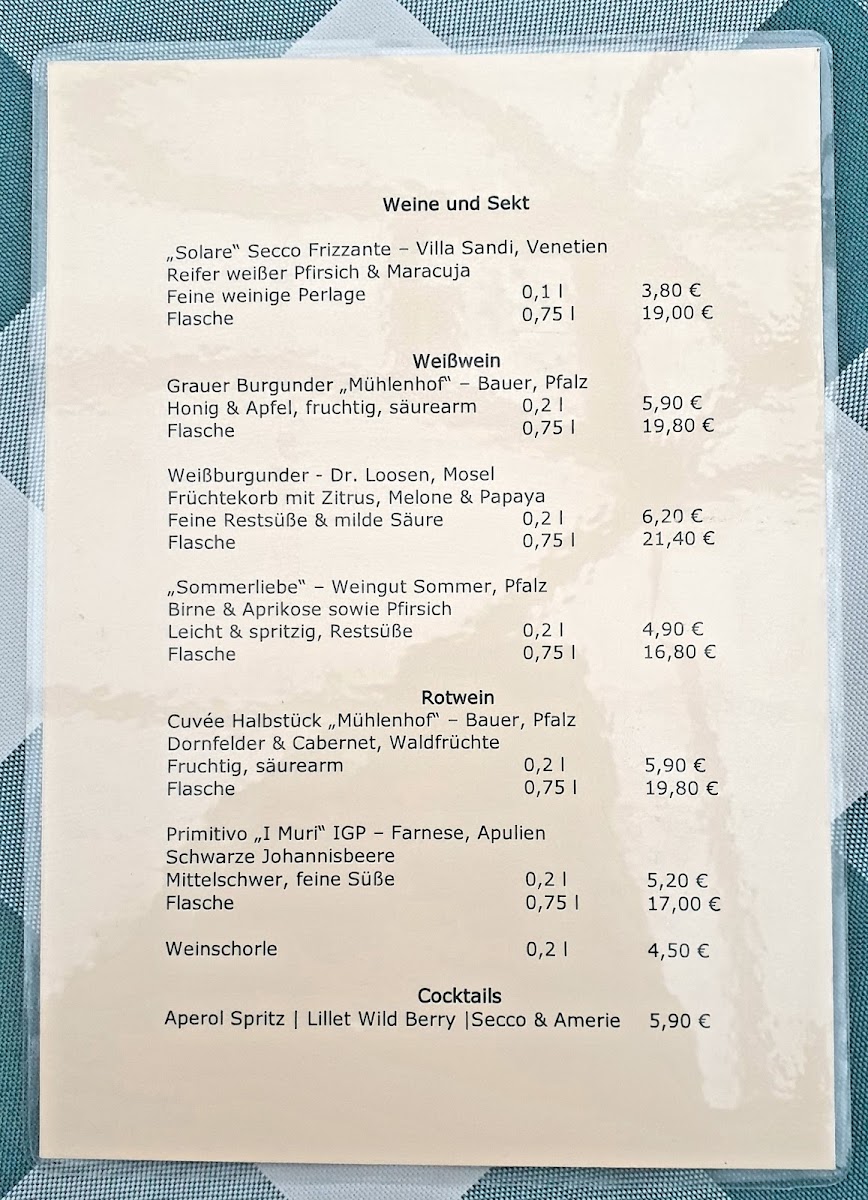 Weine und Sekt
„Solare“ Secco Frizzante – Villa Sandi, Venetien
Reifer weißer Pfirsich & Maracuja
Feine weinige Perlage 0,1 l 3,80 €
Flasche 0,75 l 19,00 €
Weißwein
Grauer Burgunder „Mühlenhof“ – Bauer, Pfalz
Honig & Apfel, fruchtig, säurearm 0,2 l 5,90 €
Flasche 0,75 l 19,80 €
Weißburgunder - Dr. Loosen, Mosel
Früchtekorb mit Zitrus, Melone & Papaya
Feine Restsüße & milde Säure 0,2 l 6,20 €
Flasche 0,75 l 21,40 €
„Sommerliebe“ – Weingut Sommer, Pfalz
Birne & Aprikose sowie Pfirsich
Leicht & spritzig, Restsüße 0,2 l 4,90 €
Flasche 0,75 l 16,80 €
Rotwein
Cuvée Halbstück „Mühlenhof“ – Bauer, Pfalz
Dornfelder & Cabernet, Waldfrüchte
Fruchtig, säurearm 0,2 l 5,90 €
Flasche 0,75 l 19,80 €
Primitivo „I Muri“ IGP – Farnese, Apulien
Schwarze Johannisbeere
Mittelschwer, feine Süße 0,2 l 5,20 €
Flasche 0,75 l 17,00 €
Weinschorle 0,2 l 4,50 €
Cocktails
Aperol Spritz | Lillet Wild Berry |Secco & Amerie 5,90 €